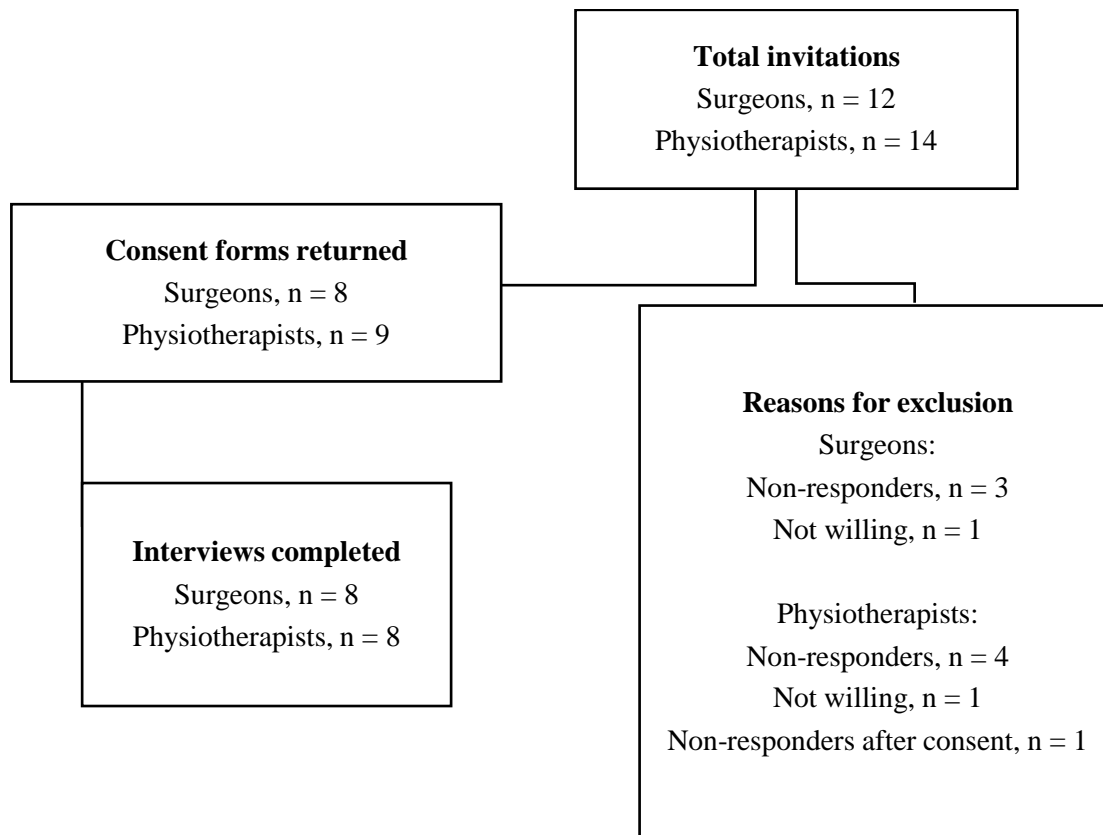 Total invitations
Surgeons, n = 12
Physiotherapists, n = 14
Consent forms returned
Surgeons, n = 8
Physiotherapists, n = 9
Interviews completed
Surgeons, n = 8
Physiotherapists, n = 8
Reasons for exclusion
Surgeons:
Non-responders, n = 3
Not willing, n = 1
Physiotherapists:
Non-responders, n = 4
Not willing, n = 1
Non-responders after consent, n = 1